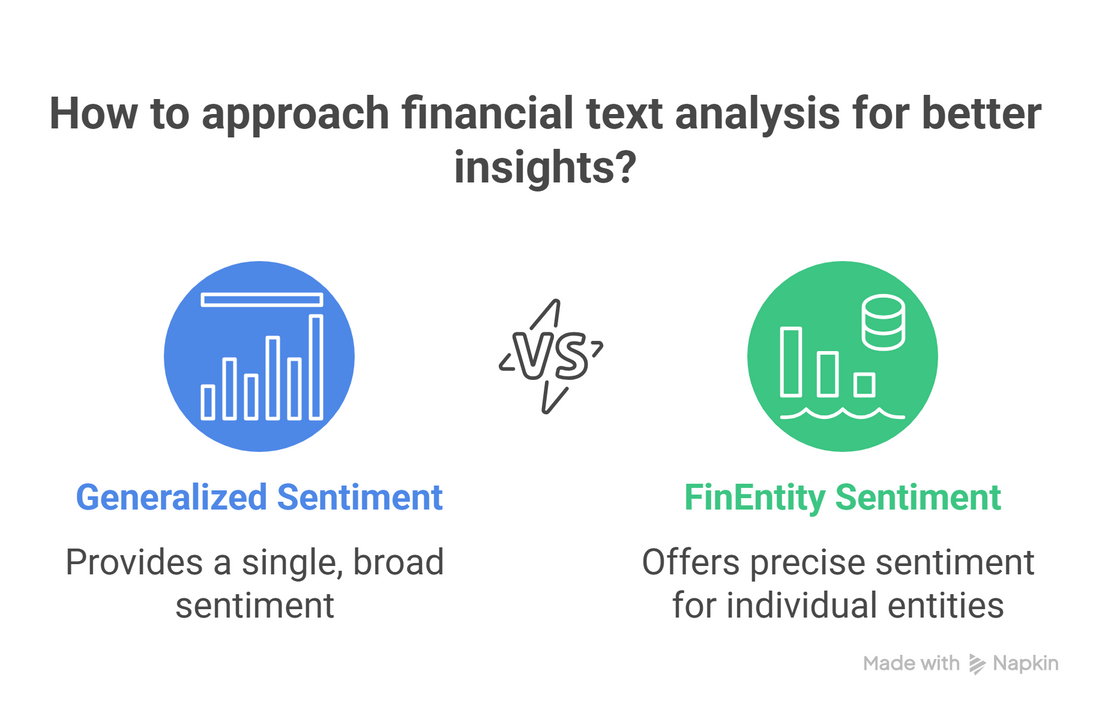 How to approach financial text analysis for better
insights?
VS
Generalized Sentiment
FinEntity Sentiment
Provides a single, broad
sentiment
Offers precise sentiment
for individual entities
Made with Napkin